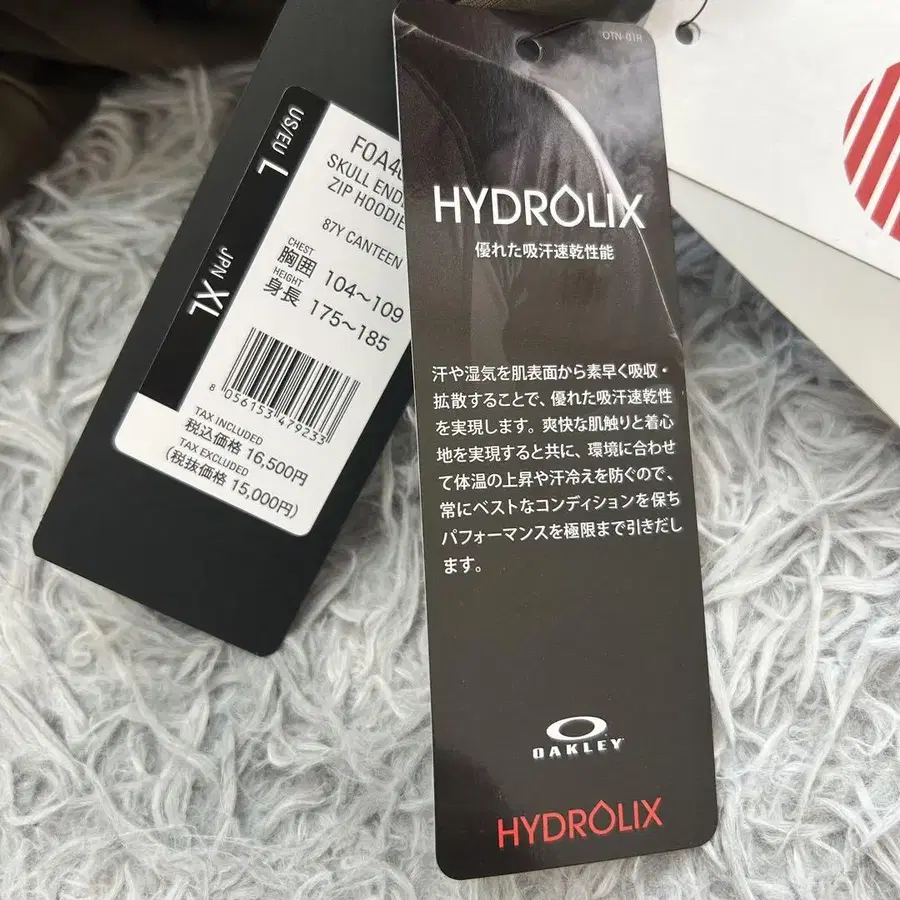 US/EU L
JPN XL
FOA40
SKULL END
ZIP HOODIE
87Y CANTEEN
CHEST
胸囲 104～109
HEIGHT
身長 175～185
8 056153 479233
TAX INCLUDED
税込価格 16,500円
TAX EXCLUDED
(税抜価格 15,000円)
OTN-01R
HYDROLIX
優れた吸汗速乾性能
汗や湿気を肌表面から素早く吸収・
拡散することで、優れた吸汗速乾性
を実現します。爽快な肌触りと着心
地を実現すると共に、環境に合わせ
て体温の上昇や汗冷えを防ぐので、
常にベストなコンディションを保ち
パフォーマンスを極限まで引きだし
ます。
OAKLEY
HYDROLIX